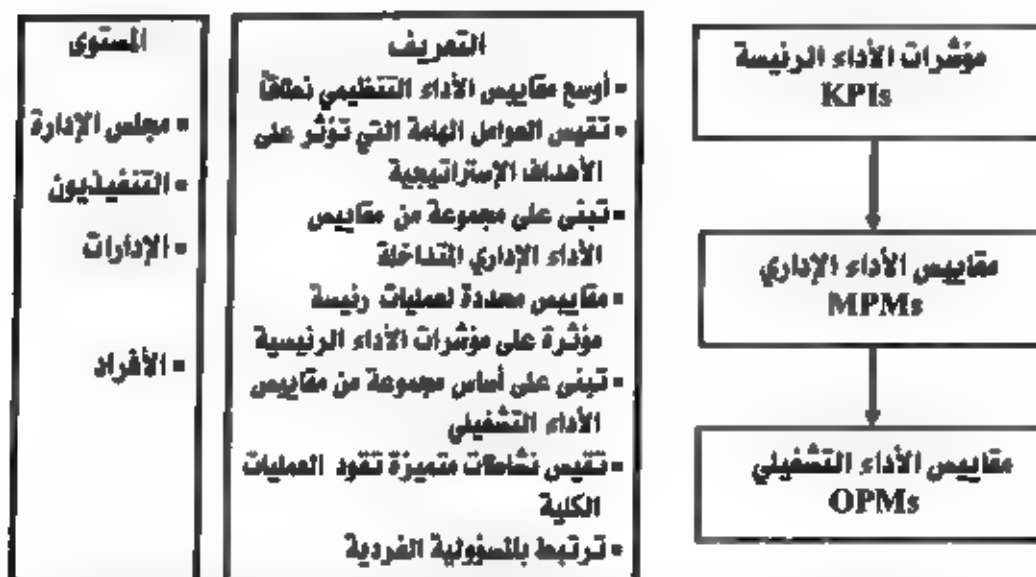 مؤشرات الأداء الرئيسة
KPIs
مقاييس الأداء الإداري
MPMs
مقاييس الأداء التشغيلي
OPMs
التعريف
▪ أوسع مقاييس الأداء التنظيمي نطاقاً
▪ تقيس العوامل الهامة التي تؤثر على
الأهداف الإستراتيجية
▪ تبنى على مجموعة من مقاييس
الأداء الإداري المتداخلة
▪ مقاييس محددة لعمليات رئيسة
مؤثرة على مؤشرات الأداء الرئيسية
▪ تبنى على أساس مجموعة من مقاييس
الأداء التشغيلي
▪ تقيس نشاطات متميزة تقود العمليات
الكلية
▪ ترتبط بالمسؤولية الفردية
المستوى
▪ مجلس الإدارة
▪ التنفيذيون
▪ الإدارات
▪ الأفراد